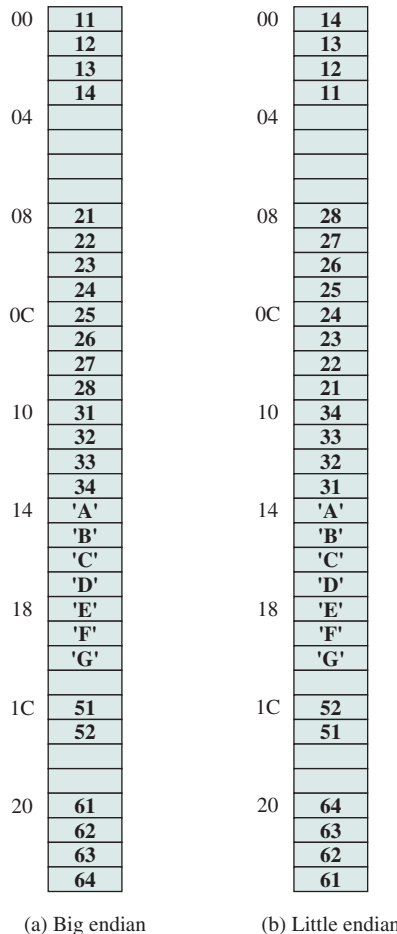 00 11 00 14
12 13
13 12
14 11
04 04
08 21 08 28
22 27
23 26
24 25
0C 25 0C 24
26 23
27 22
28 21
10 31 10 34
32 33
33 32
34 31
14 'A' 14 'A'
'B' 'B'
'C' 'C'
'D' 'D'
18 'E' 18 'E'
'F' 'F'
'G' 'G'
1C 51 1C 52
52 51
20 61 20 64
62 63
63 62
64 61
(a) Big endian (b) Little endian